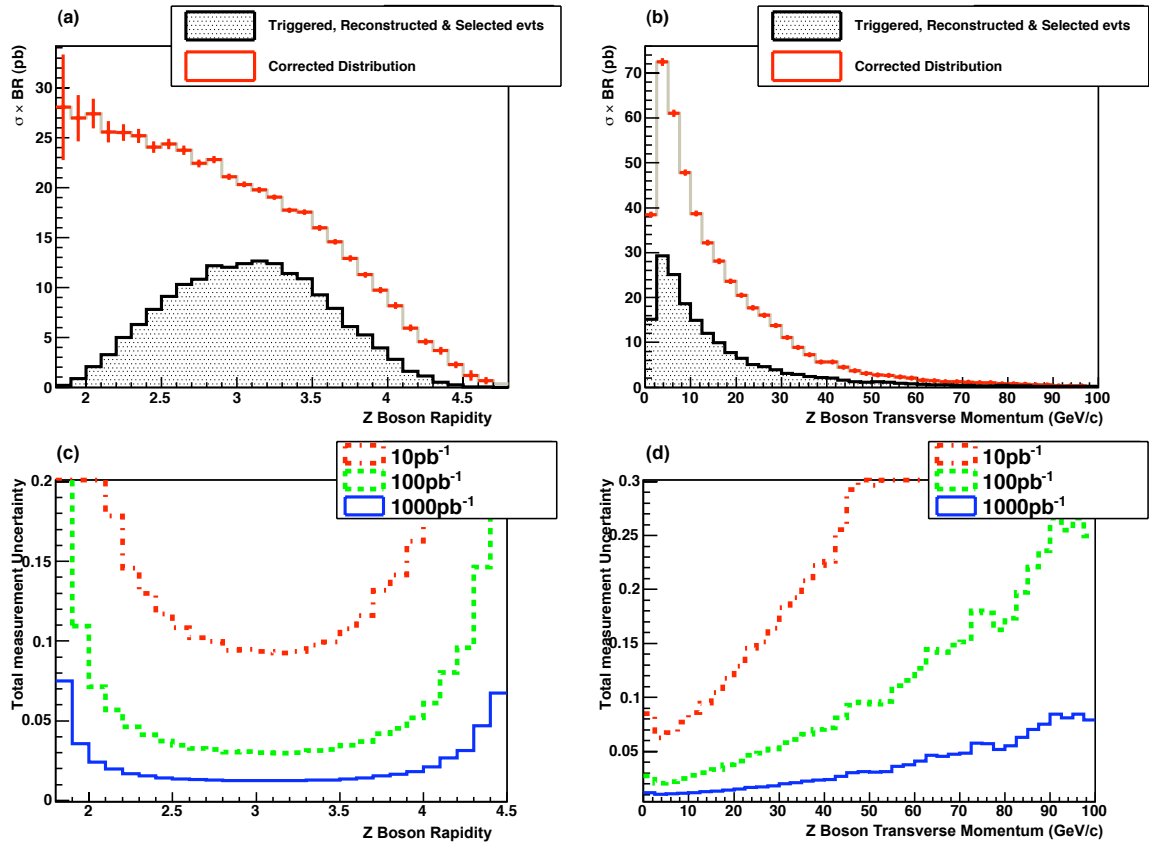 (a)
Triggered, Reconstructed & Selected evts
Corrected Distribution
σ × BR (pb)
30
25
20
15
10
5
0
2 2.5 3 3.5 4 4.5
Z Boson Rapidity
(b)
Triggered, Reconstructed & Selected evts
Corrected Distribution
σ × BR (pb)
70
60
50
40
30
20
10
0
0 10 20 30 40 50 60 70 80 90 100
Z Boson Transverse Momentum (GeV/c)
(c)
10pb⁻¹
100pb⁻¹
1000pb⁻¹
Total measurement Uncertainty
0.2
0.15
0.1
0.05
0
2 2.5 3 3.5 4 4.5
Z Boson Rapidity
(d)
10pb⁻¹
100pb⁻¹
1000pb⁻¹
Total measurement Uncertainty
0.3
0.25
0.2
0.15
0.1
0.05
0 10 20 30 40 50 60 70 80 90 100
Z Boson Transverse Momentum (GeV/c)